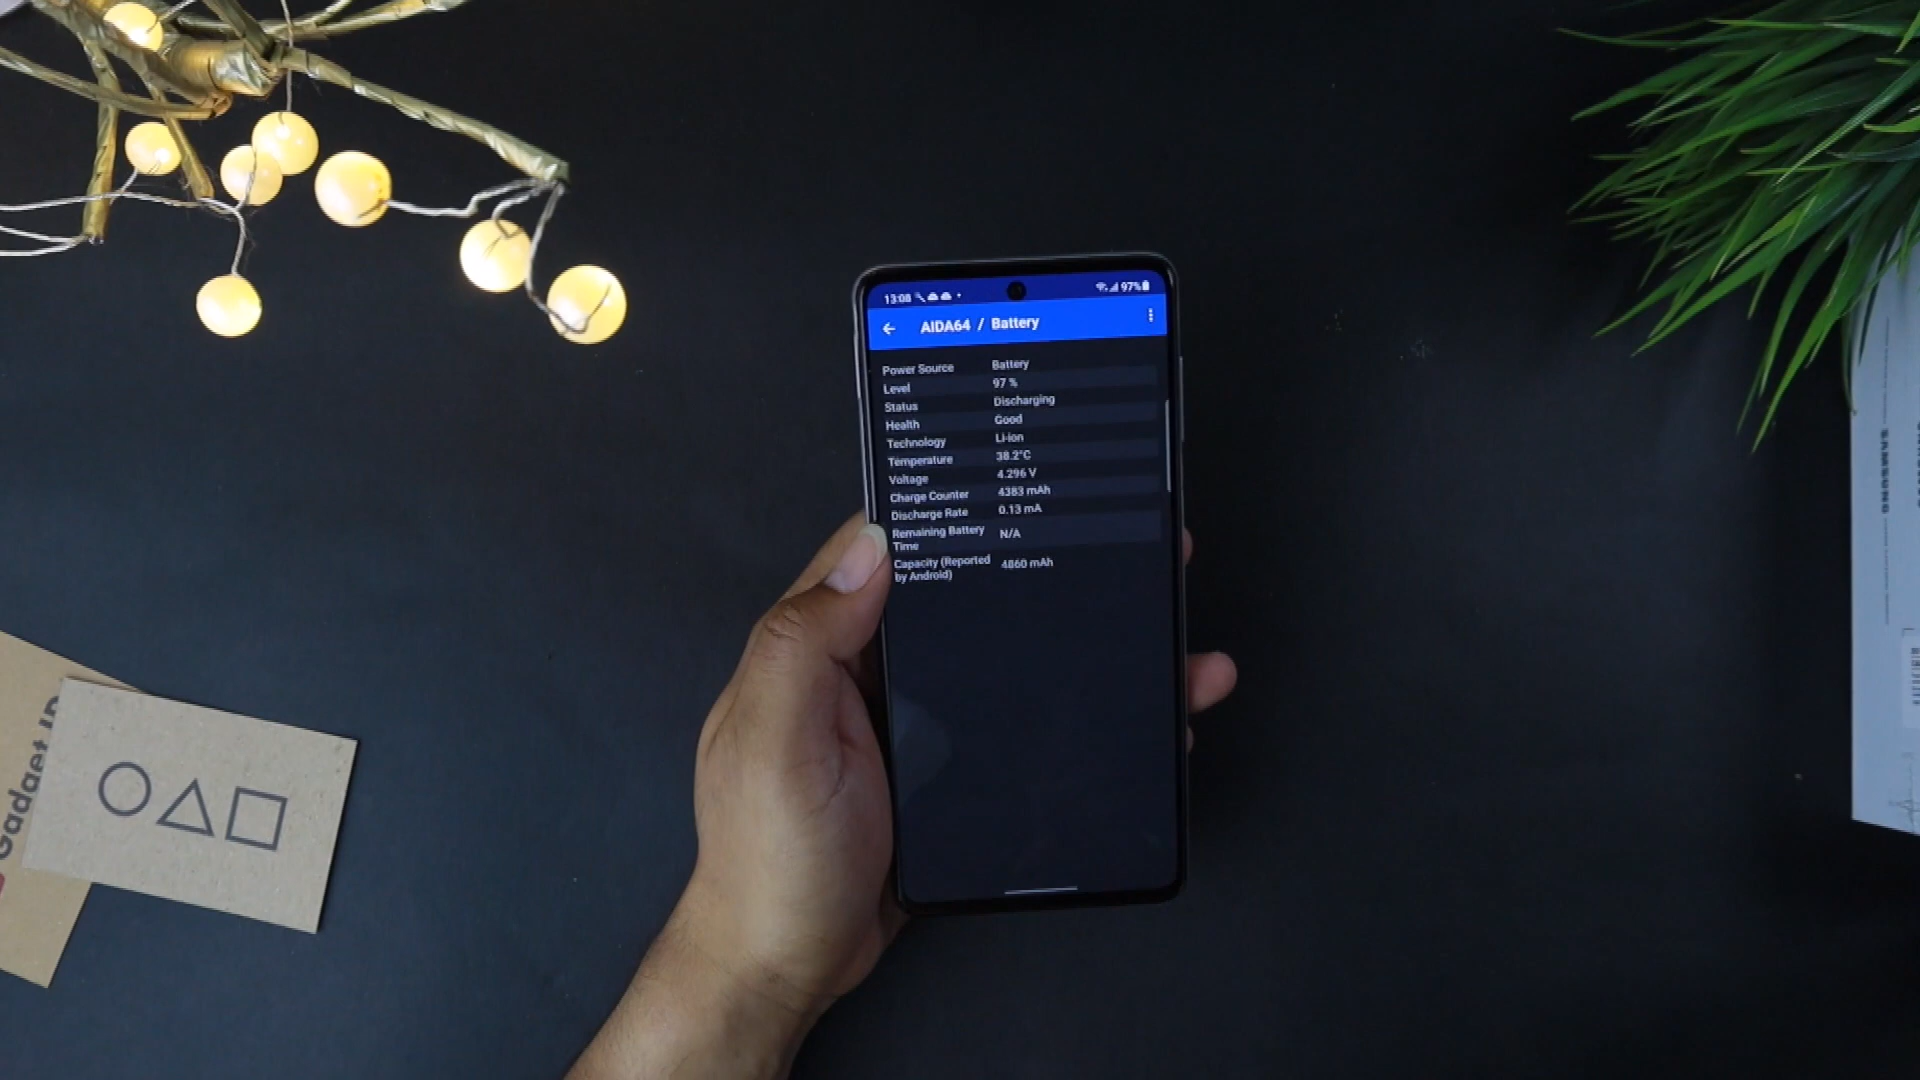 13:08
97%
AIDA64 / Battery
Power Source Battery
Level 97 %
Status Discharging
Health Good
Technology Li-ion
Temperature 38.2°C
Voltage 4.296 V
Charge Counter 4383 mAh
Discharge Rate 0.13 mA
Remaining Battery Time N/A
Capacity (Reported by Android) 4860 mAh
Gadget
SAMSUNG